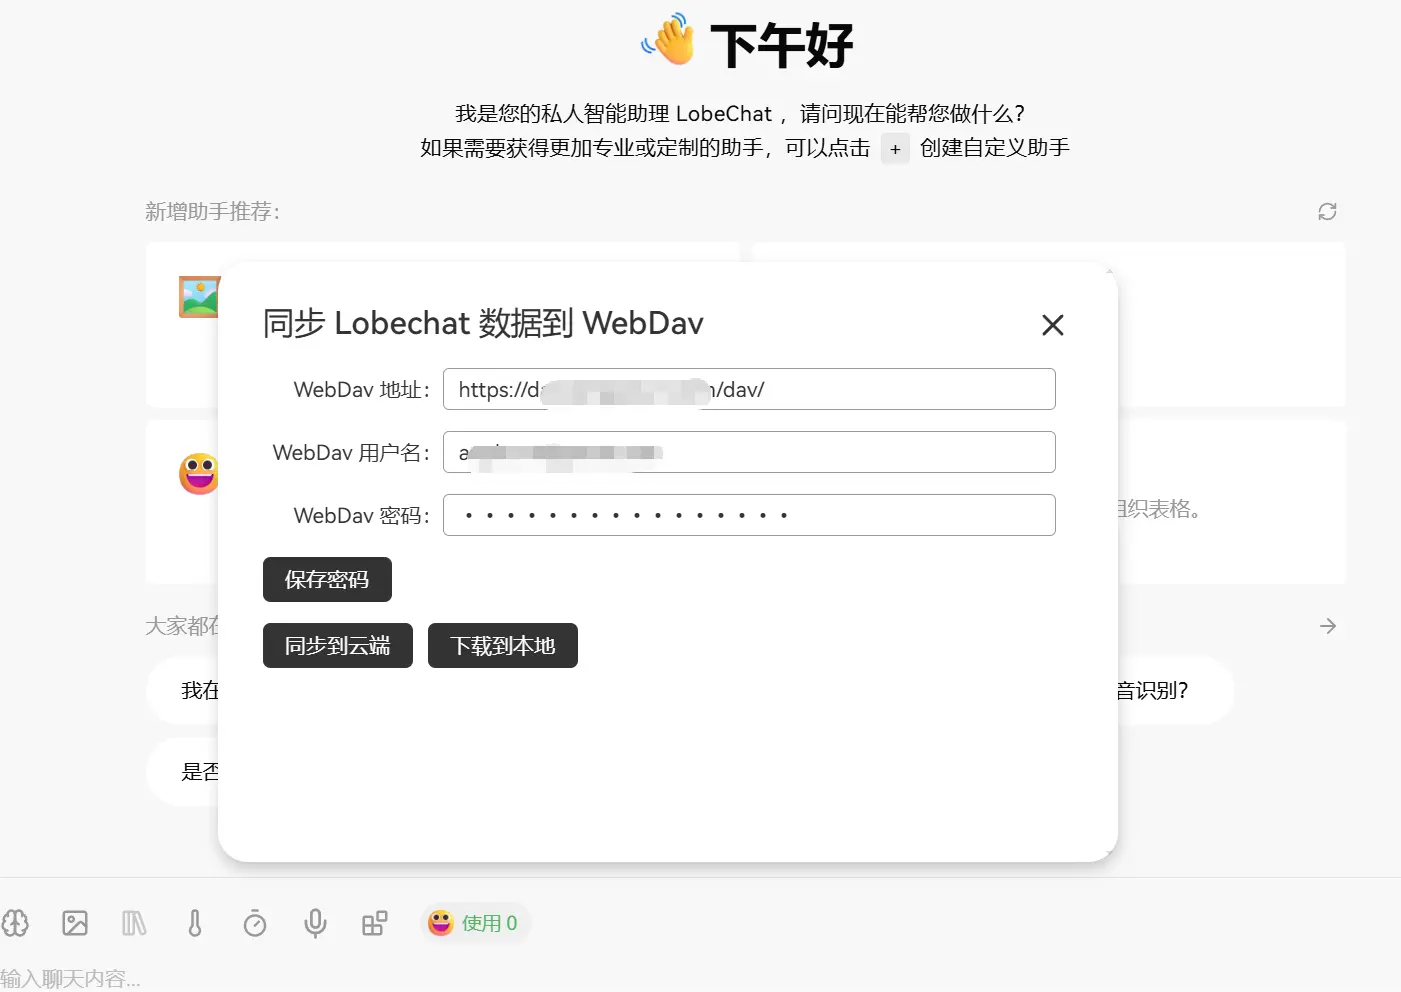 下午好
我是您的私人智能助理 LobeChat ，请问现在能帮您做什么？
如果需要获得更加专业或定制的助手，可以点击 + 创建自定义助手
新增助手推荐：
同步 Lobechat 数据到 WebDav
WebDav 地址： https://d /dav/
WebDav 用户名： a
组织表格。
WebDav 密码： ················
保存密码
大家都在
同步到云端 下载到本地
我在 音识别？
是否
使用 0
输入聊天内容...